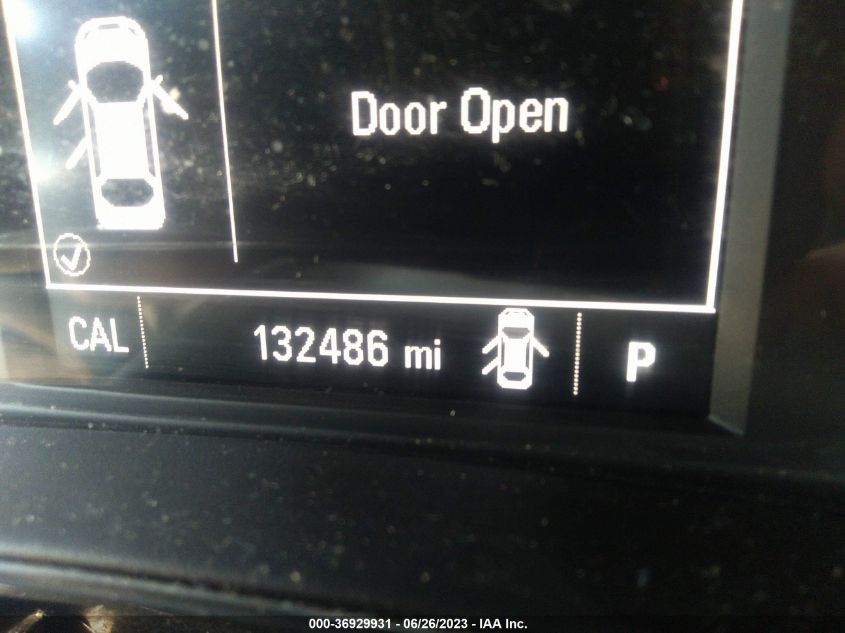 Door Open
CAL 132486 mi P
000-36929931 - 06/26/2023 - IAA Inc.